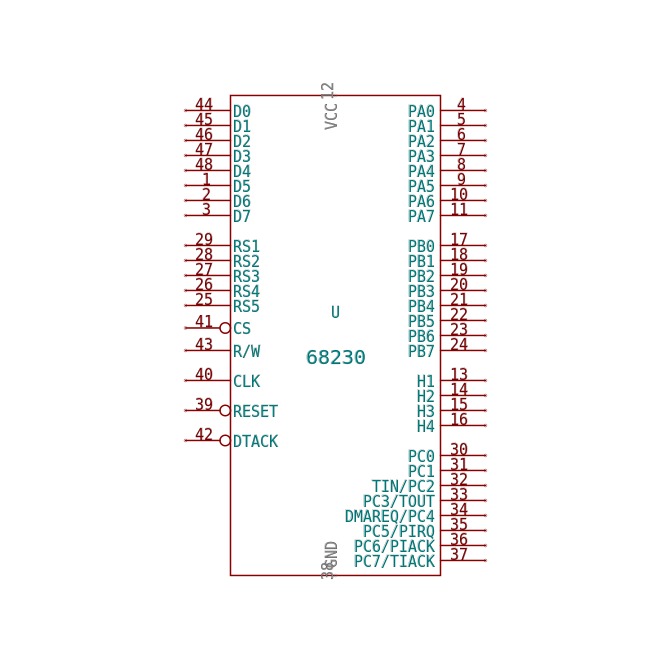 VCC 12
44 D0 PA0 4
45 D1 PA1 5
46 D2 PA2 6
47 D3 PA3 7
48 D4 PA4 8
1 D5 PA5 9
2 D6 PA6 10
3 D7 PA7 11
29 RS1 PB0 17
28 RS2 PB1 18
27 RS3 PB2 19
26 RS4 PB3 20
25 RS5 PB4 21
U
PB5 22
41 CS PB6 23
43 R/W PB7 24
68230
40 CLK H1 13
H2 14
39 RESET H3 15
H4 16
42 DTACK
PC0 30
PC1 31
TIN/PC2 32
PC3/TOUT 33
DMAREQ/PC4 34
PC5/PIRQ 35
PC6/PIACK 36
PC7/TIACK 37
38 GND